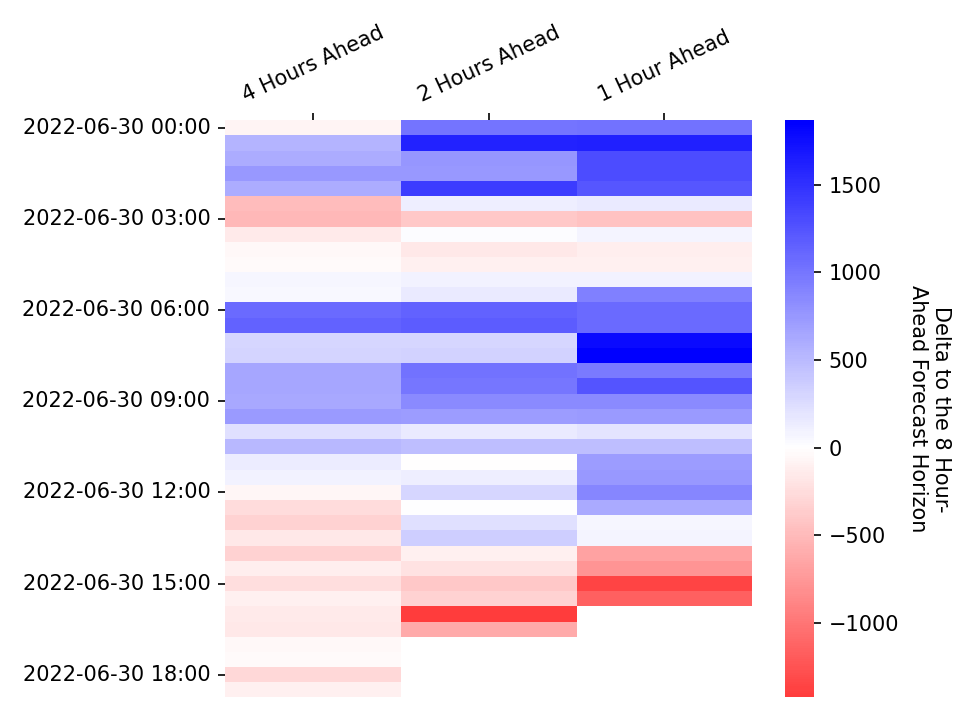 4 Hours Ahead
2 Hours Ahead
1 Hour Ahead
2022-06-30 00:00
2022-06-30 03:00
2022-06-30 06:00
2022-06-30 09:00
2022-06-30 12:00
2022-06-30 15:00
2022-06-30 18:00
1500
1000
500
0
−500
−1000
Delta to the 8 Hour-
Ahead Forecast Horizon